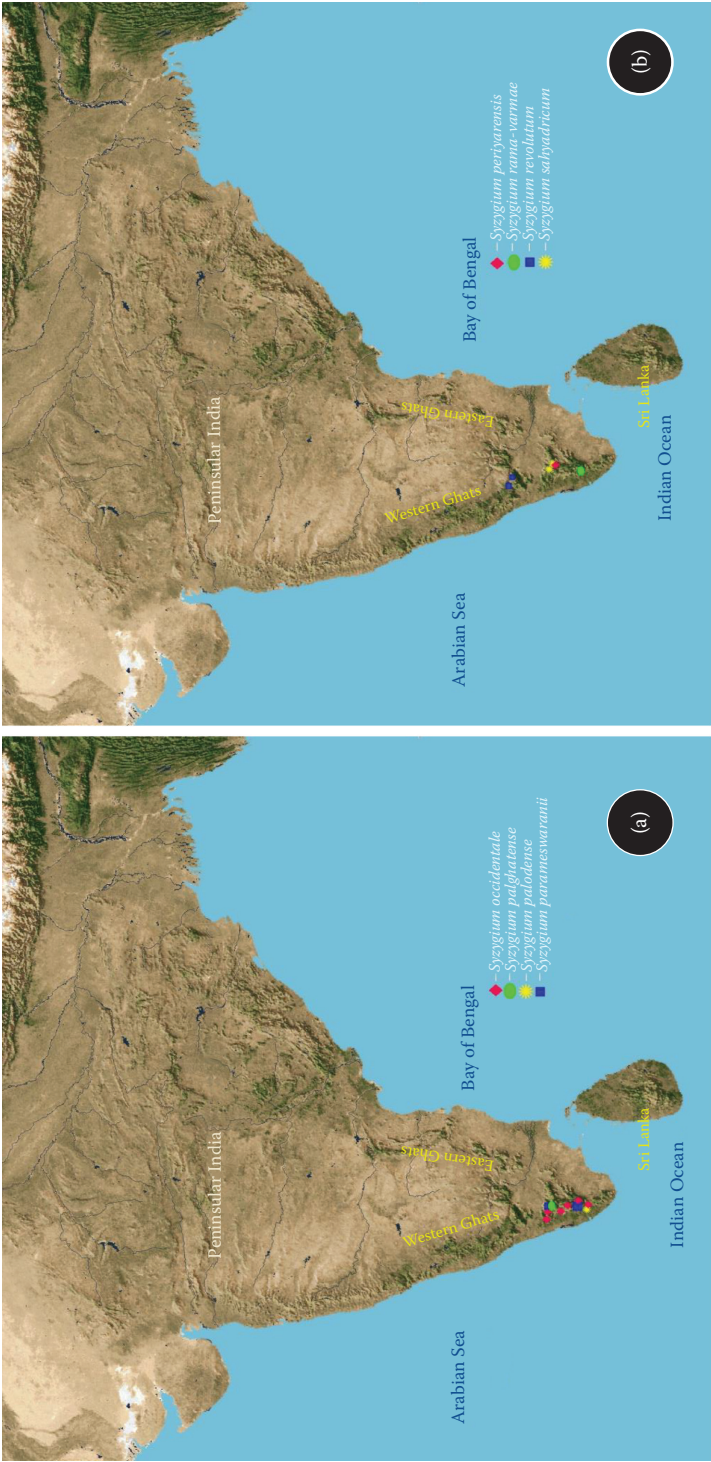 Peninsular India
Western Ghats
Eastern Ghats
Arabian Sea
Bay of Bengal
– Syzygium occidentale
– Syzygium palghatense
– Syzygium palodense
– Syzygium parameswaranii
Sri Lanka
Indian Ocean
(a)
Peninsular India
Western Ghats
Eastern Ghats
Arabian Sea
Bay of Bengal
– Syzygium periyarensis
– Syzygium rama-varmae
– Syzygium revolutum
– Syzygium sahyadricum
Sri Lanka
Indian Ocean
(b)